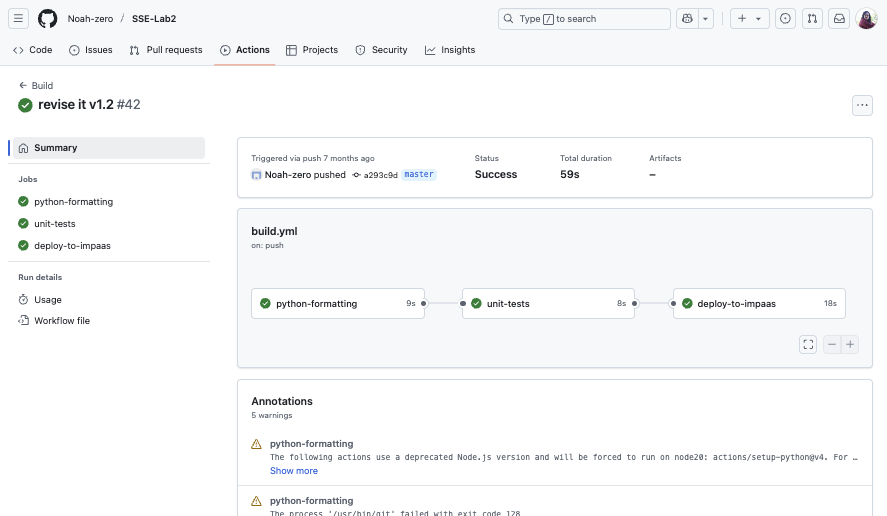 Noah-zero / SSE-Lab2
Type / to search
Code
Issues
Pull requests
Actions
Projects
Security
Insights
Build
revise it v1.2 #42
Summary
Jobs
python-formatting
unit-tests
deploy-to-impaas
Run details
Usage
Workflow file
Triggered via push 7 months ago
Noah-zero pushed a293c9d master
Status
Success
Total duration
59s
Artifacts
–
build.yml
on: push
python-formatting 9s
unit-tests 8s
deploy-to-impaas 18s
Annotations
5 warnings
python-formatting
The following actions use a deprecated Node.js version and will be forced to run on node20: actions/setup-python@v4. For …
Show more
python-formatting
The process '/usr/bin/git' failed with exit code 128